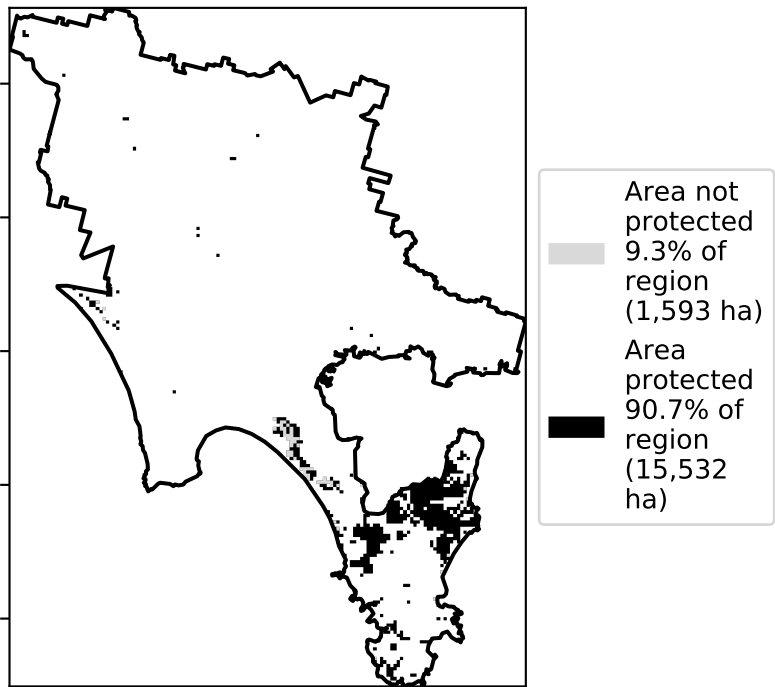 Area not
protected
9.3% of
region
(1,593 ha)
Area
protected
90.7% of
region
(15,532
ha)